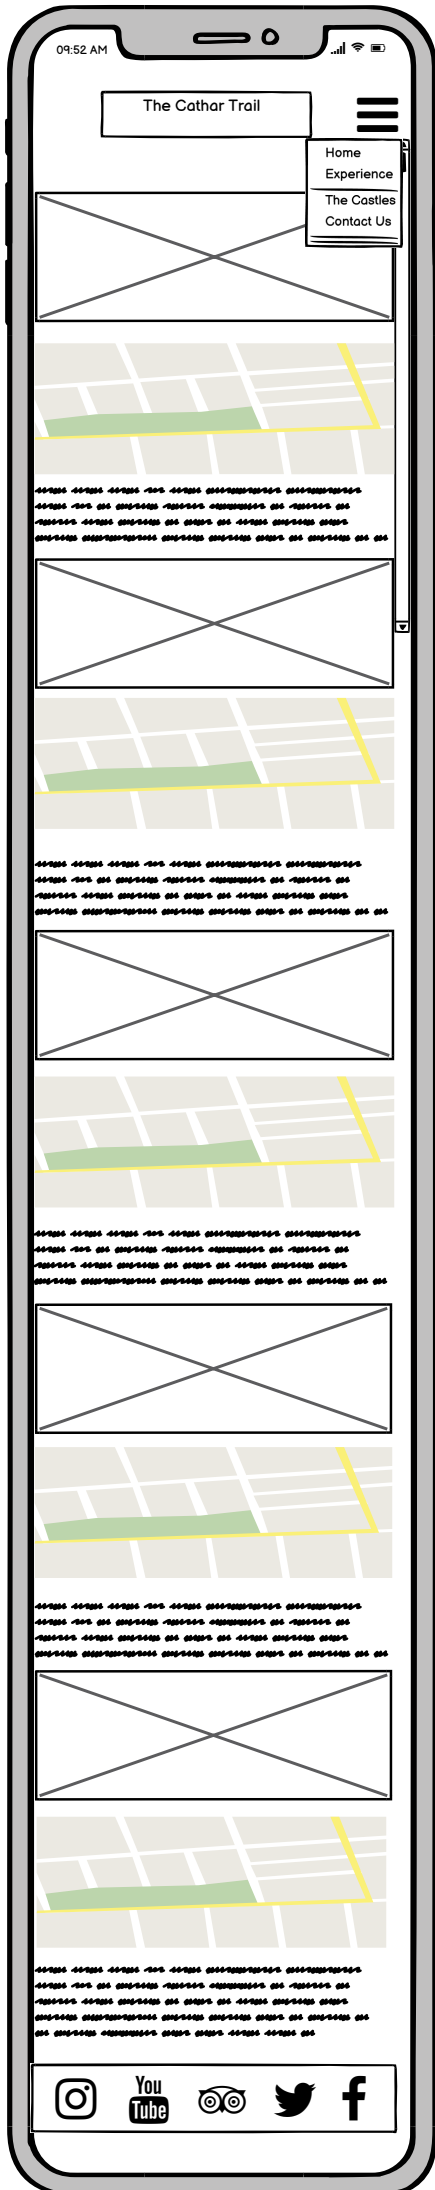 09:52 AM
The Cathar Trail
Home
Experience
The Castles
Contact Us
You
Tube